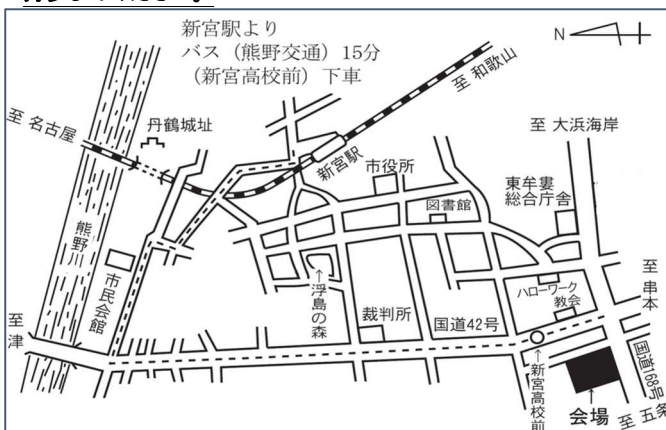 新宮駅より
バス（熊野交通）15分
（新宮高校前）下車
N
至 和歌山
至 名古屋
丹鶴城址
新宮駅
市役所
至 大浜海岸
東牟婁
総合庁舎
図書館
熊野川
市民会館
↑浮島の森
裁判所
国道42号
ハローワーク
教会
至串本
至津
↑新宮高校前
国道168号
↑
会場
至 五条